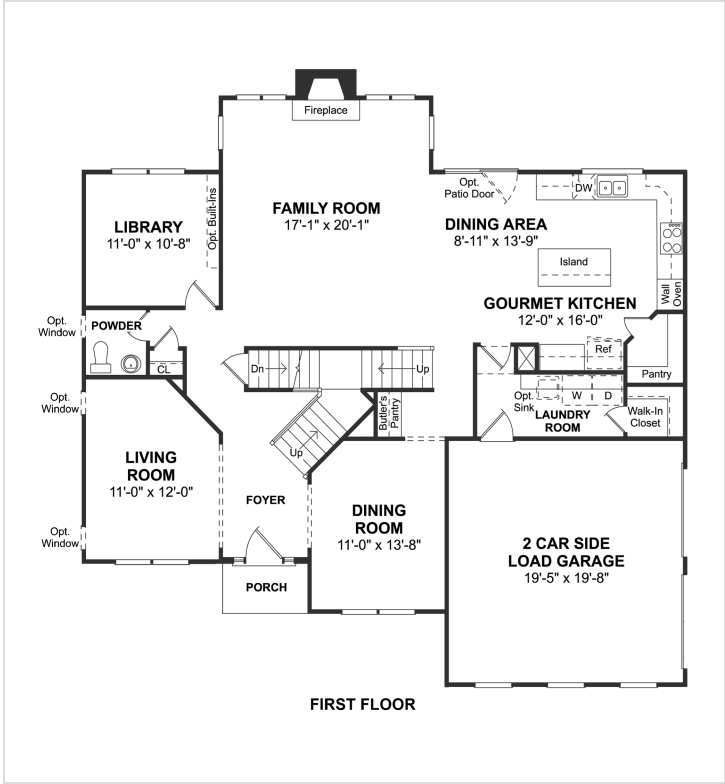 Fireplace
Opt.
Patio Door
DW
Opt. Built-Ins
FAMILY ROOM
17'-1" x 20'-1"
LIBRARY
11'-0" x 10'-8"
DINING AREA
8'-11" x 13'-9"
Island
Wall
Oven
GOURMET KITCHEN
12'-0" x 16'-0"
Opt.
Window
POWDER
CL
Dn
Up
Ref
Pantry
Opt.
Window
Butler's
Pantry
Opt.
Sink
W
D
LAUNDRY
ROOM
Walk-In
Closet
Up
LIVING
ROOM
11'-0" x 12'-0"
FOYER
DINING
ROOM
11'-0" x 13'-8"
Opt.
Window
2 CAR SIDE
LOAD GARAGE
19'-5" x 19'-8"
PORCH
FIRST FLOOR